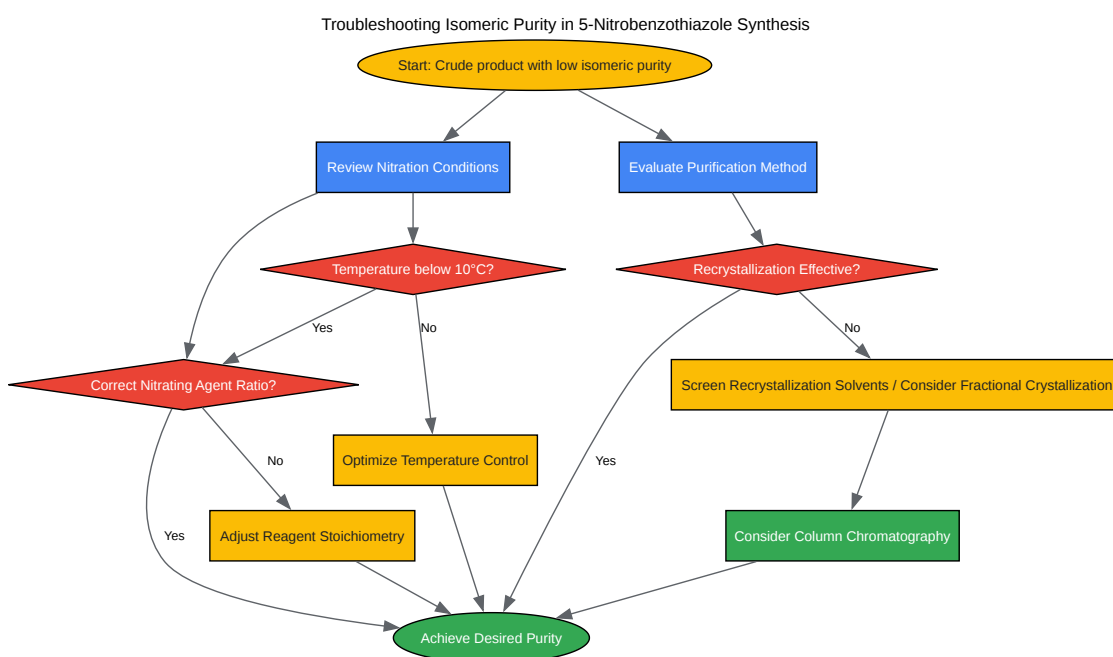 Troubleshooting Isomeric Purity in 5-Nitrobenzothiazole Synthesis
Start: Crude product with low isomeric purity
Review Nitration Conditions
Evaluate Purification Method
Temperature below 10°C?
Recrystallization Effective?
Yes
No
No
Correct Nitrating Agent Ratio?
Screen Recrystallization Solvents / Consider Fractional Crystallization
No
Optimize Temperature Control
Yes
Yes
Adjust Reagent Stoichiometry
Consider Column Chromatography
Achieve Desired Purity